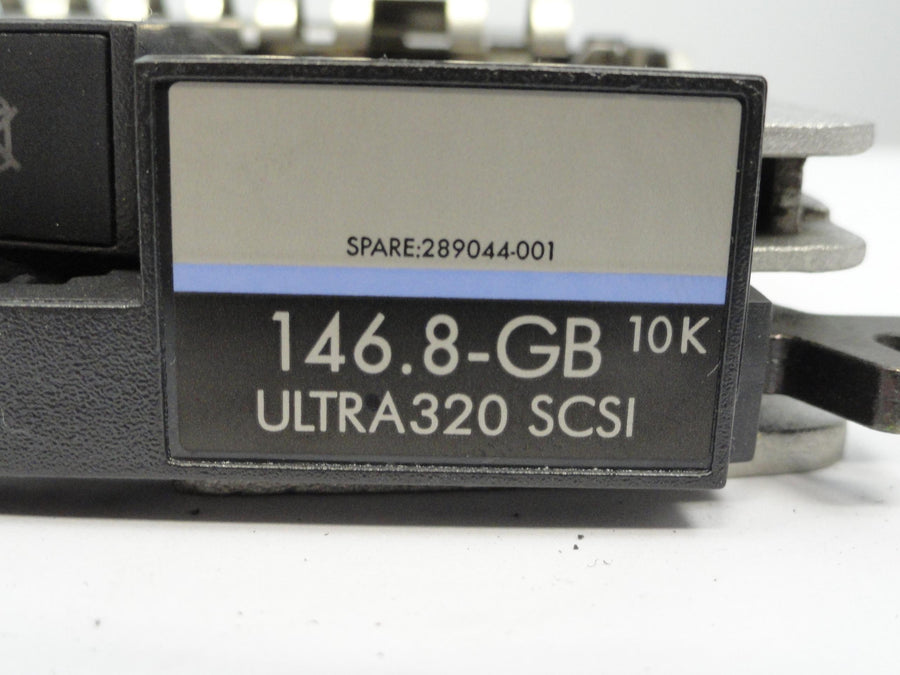 SPARE:289044-001
146.8-GB 10K
ULTRA320 SCSI